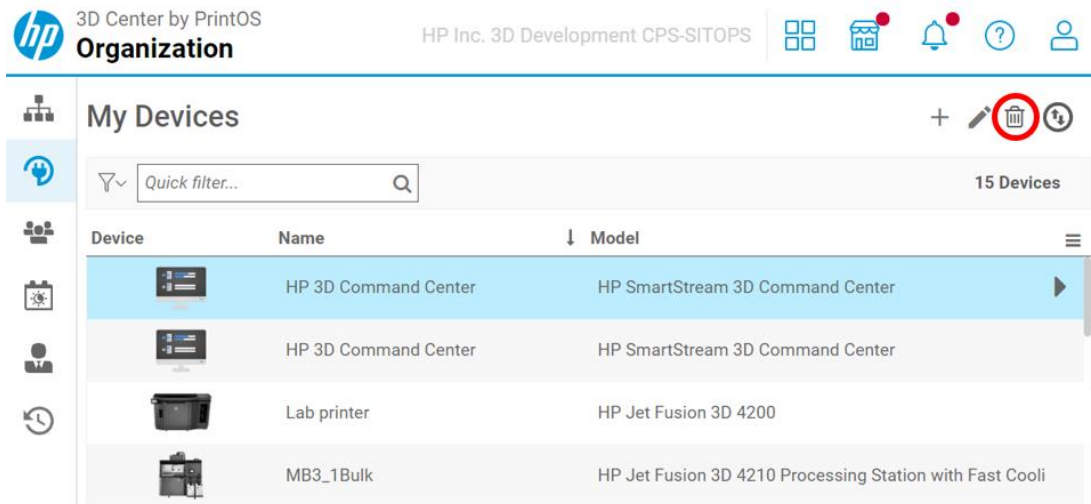 hp
3D Center by PrintOS
Organization
HP Inc. 3D Development CPS-SITOPS
?
My Devices
Quick filter...
15 Devices
Device Name Model
HP 3D Command Center HP SmartStream 3D Command Center
HP 3D Command Center HP SmartStream 3D Command Center
Lab printer HP Jet Fusion 3D 4200
MB3_1Bulk HP Jet Fusion 3D 4210 Processing Station with Fast Cooli